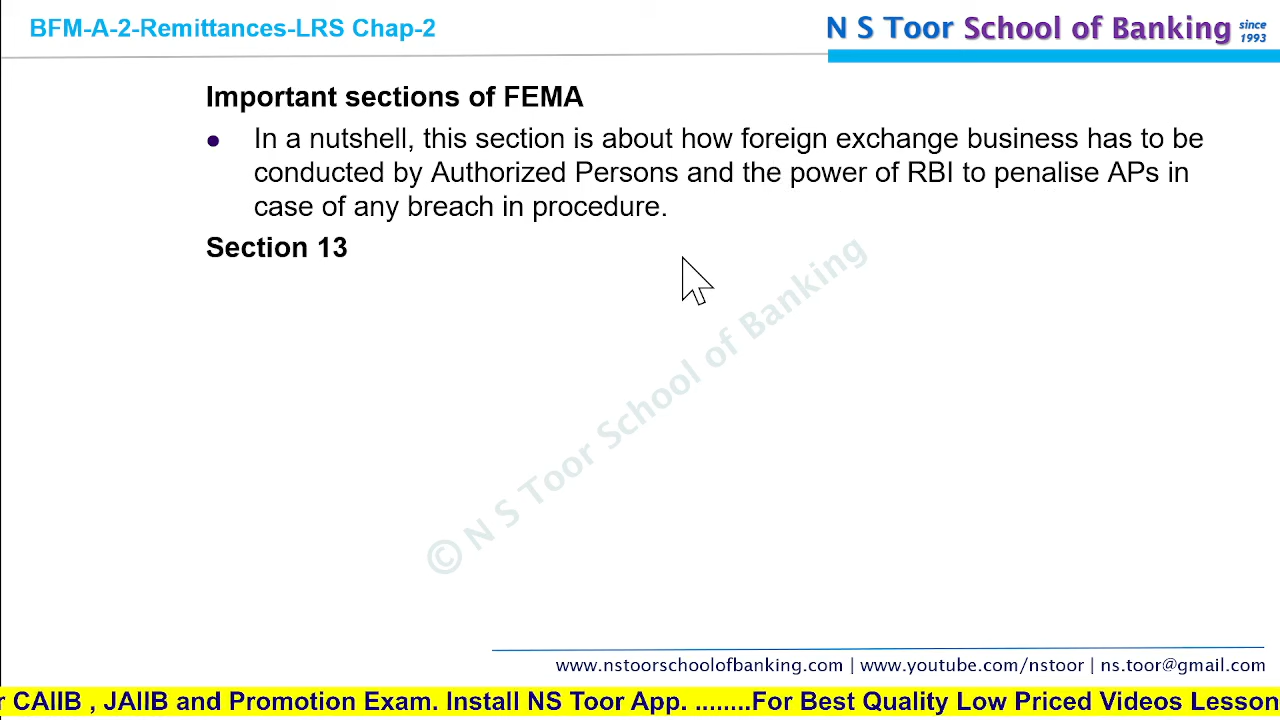 BFM-A-2-Remittances-LRS Chap-2
N S Toor School of Banking since 1993
Important sections of FEMA
● In a nutshell, this section is about how foreign exchange business has to be
conducted by Authorized Persons and the power of RBI to penalise APs in
case of any breach in procedure.
Section 13
© N S Toor School of Banking
www.nstoorschoolofbanking.com | www.youtube.com/nstoor | ns.toor@gmail.com
r CAIIB , JAIIB and Promotion Exam. Install NS Toor App. ........For Best Quality Low Priced Videos Lesson